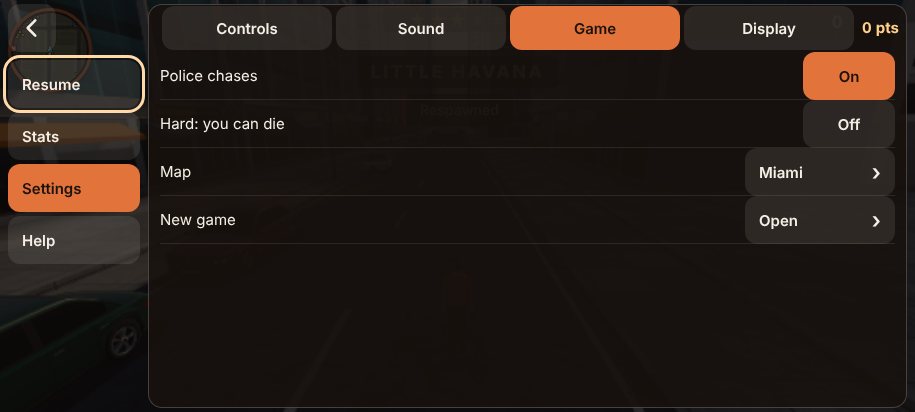 Controls
Sound
Game
Display
0 pts
Resume
Stats
Settings
Help
LITTLE HAVANA
Police chases
On
Hard: you can die
Off
Map
Miami
New game
Open